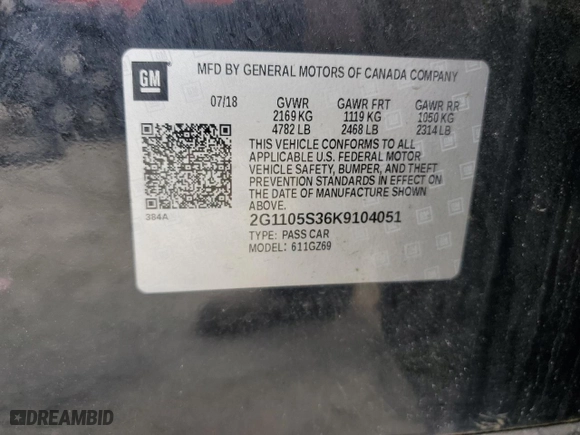 GM
MFD BY GENERAL MOTORS OF CANADA COMPANY
07/18 GVWR GAWR FRT GAWR RR
2169 KG 1119 KG 1050 KG
4782 LB 2468 LB 2314 LB
THIS VEHICLE CONFORMS TO ALL
APPLICABLE U.S. FEDERAL MOTOR
VEHICLE SAFETY, BUMPER, AND THEFT
PREVENTION STANDARDS IN EFFECT ON THE
DATE OF MANUFACTURE SHOWN
ABOVE.
384A
2G1105S36K9104051
TYPE: PASS CAR
MODEL: 611GZ69
DREAMBID